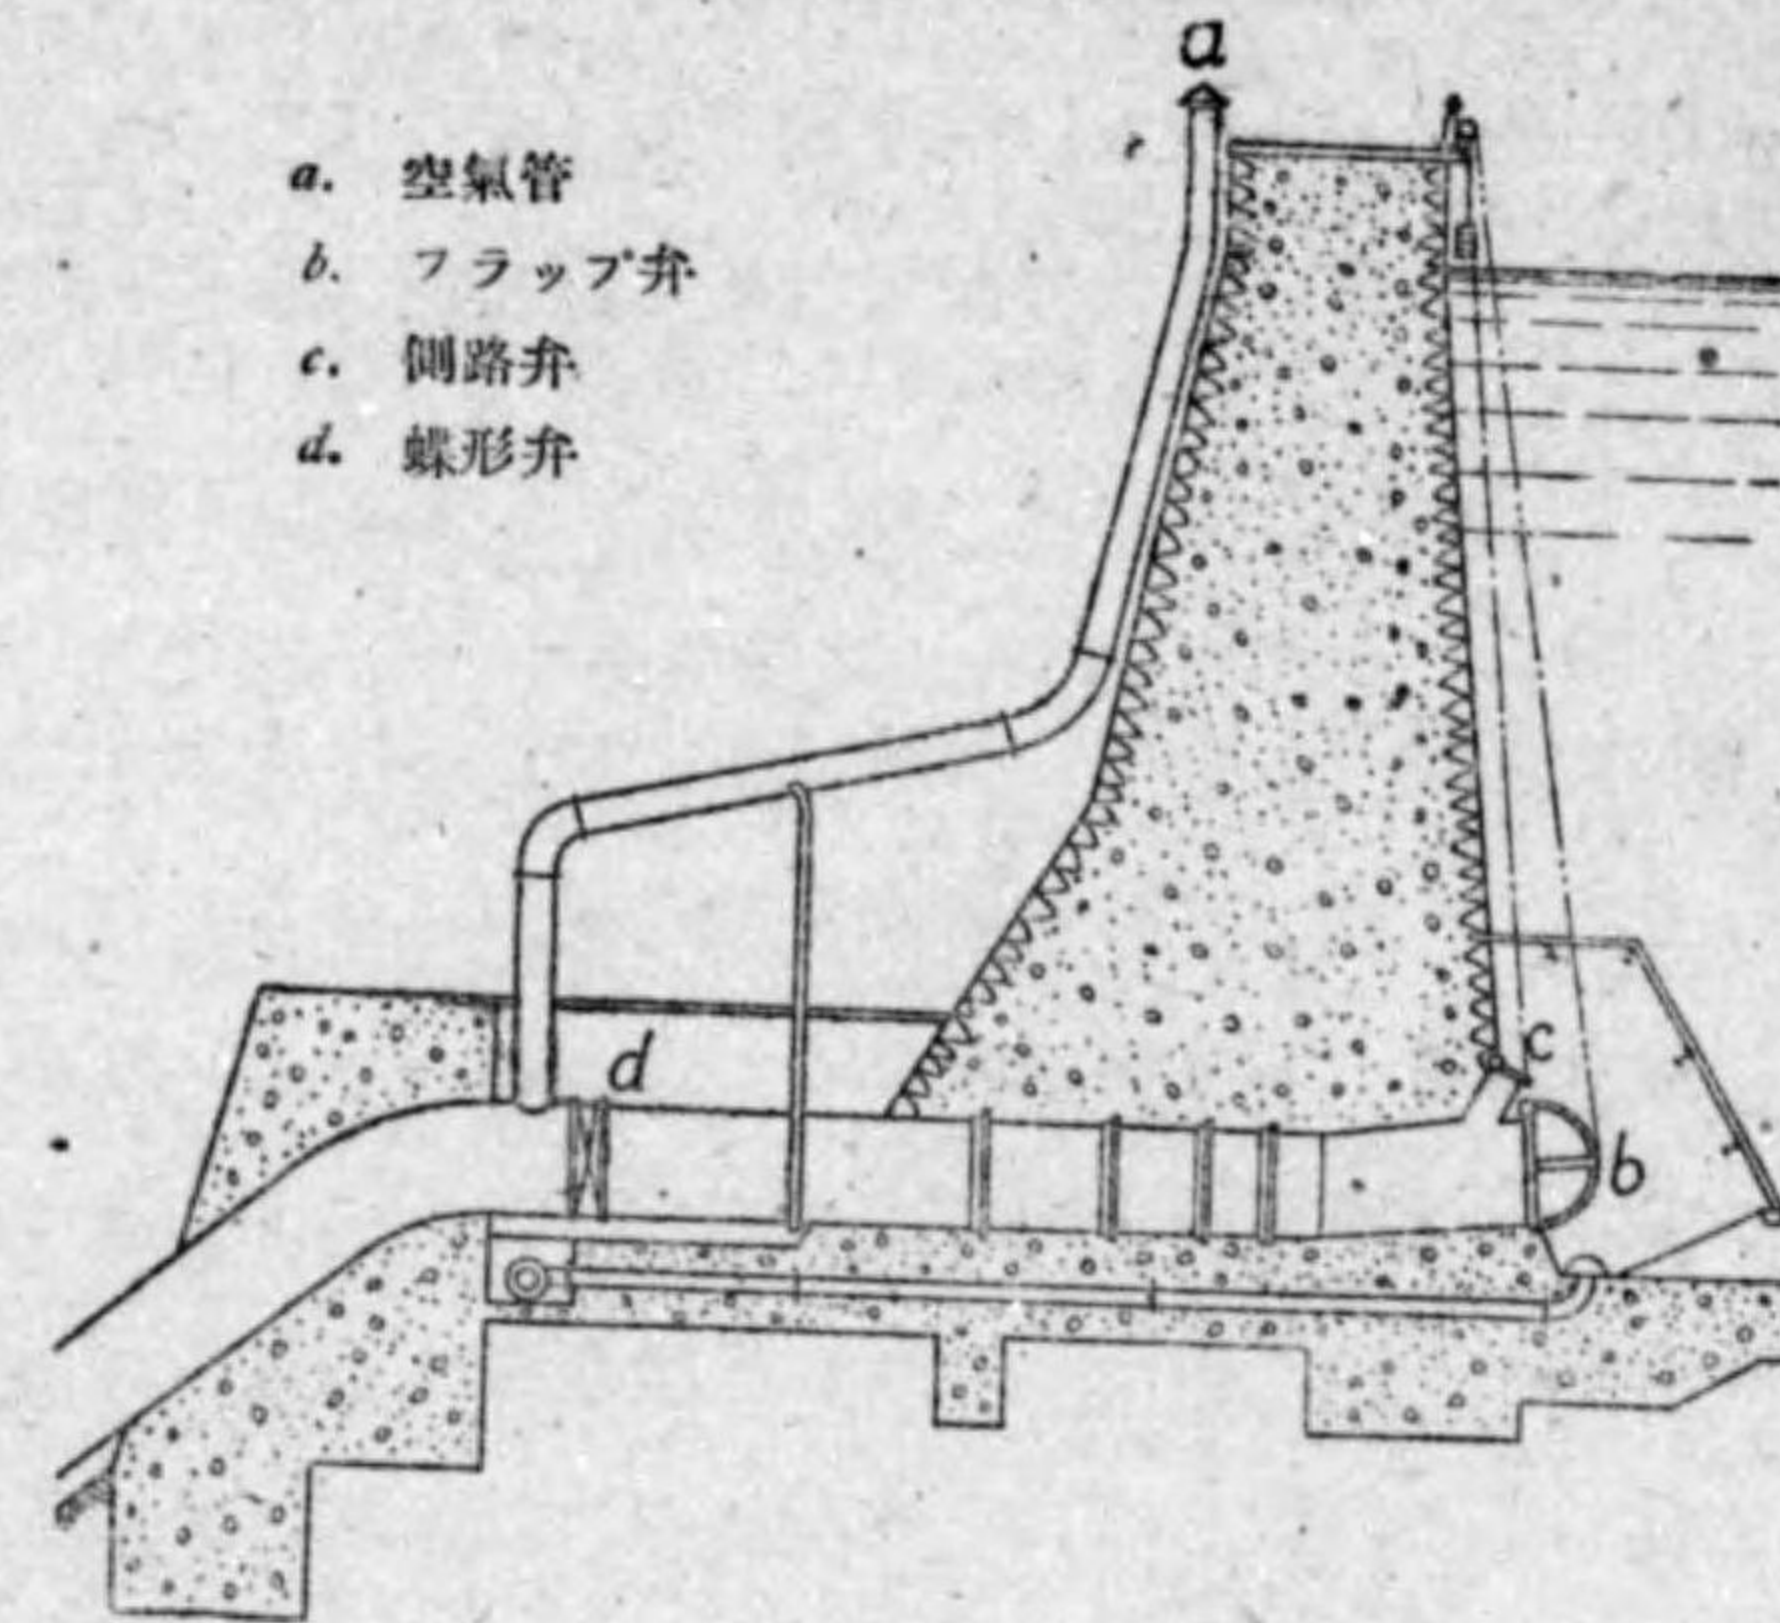 a
a. 空氣管
b. フラップ弁
c. 側路弁
d. 蝶形弁
d
c
b